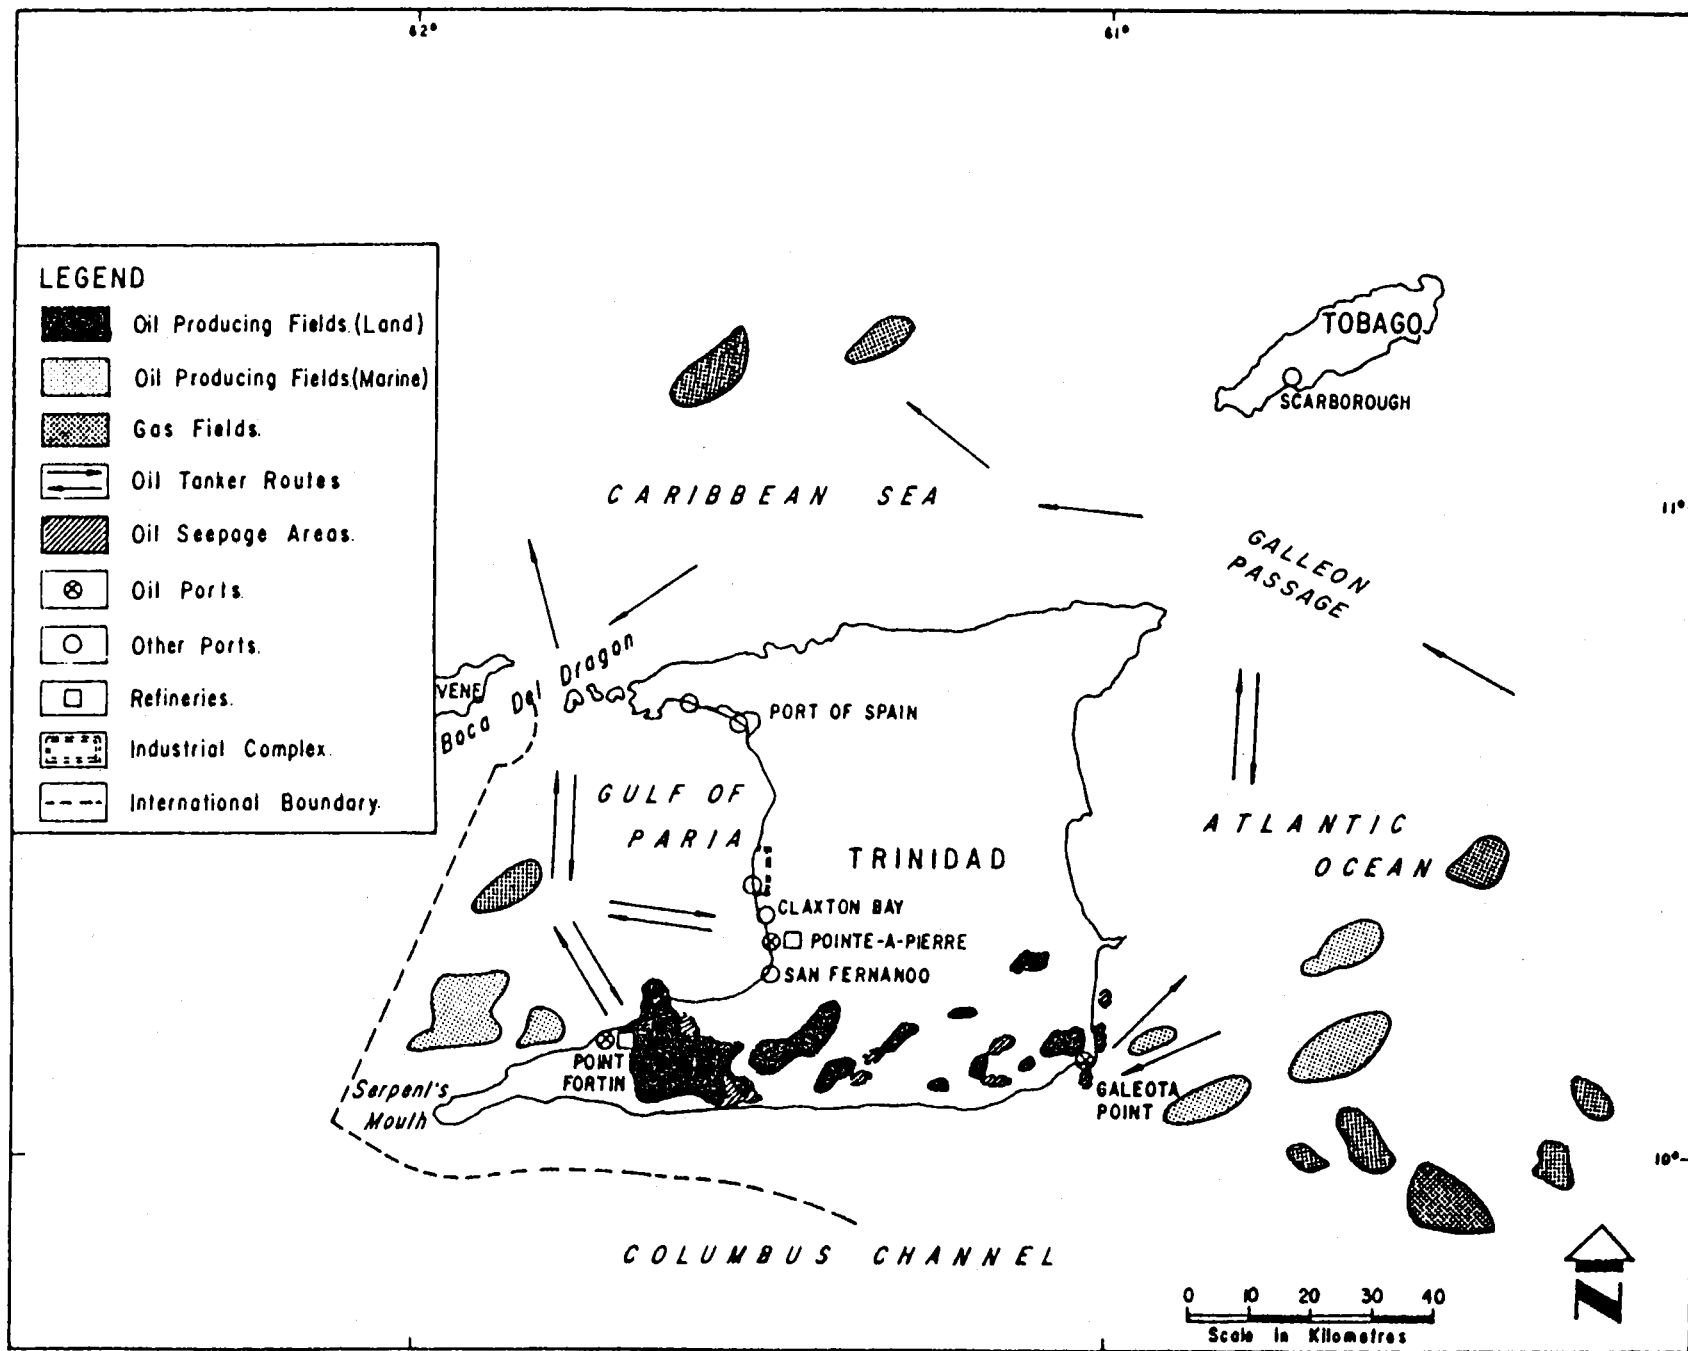 62°
61°
LEGEND
Oil Producing Fields.(Land)
Oil Producing Fields.(Marine)
Gas Fields.
Oil Tanker Routes
Oil Seepage Areas.
Oil Ports.
Other Ports.
Refineries.
Industrial Complex.
International Boundary.
TOBAGO
SCARBOROUGH
CARIBBEAN SEA
11°
GALLEON
PASSAGE
VENE
Boca Del Dragon
PORT OF SPAIN
GULF OF
PARIA
TRINIDAD
ATLANTIC
OCEAN
CLAXTON BAY
POINTE-A-PIERRE
SAN FERNANDO
POINT
FORTIN
Serpent's
Mouth
GALEOTA
POINT
10°
COLUMBUS CHANNEL
0 10 20 30 40
Scale in Kilometres
N